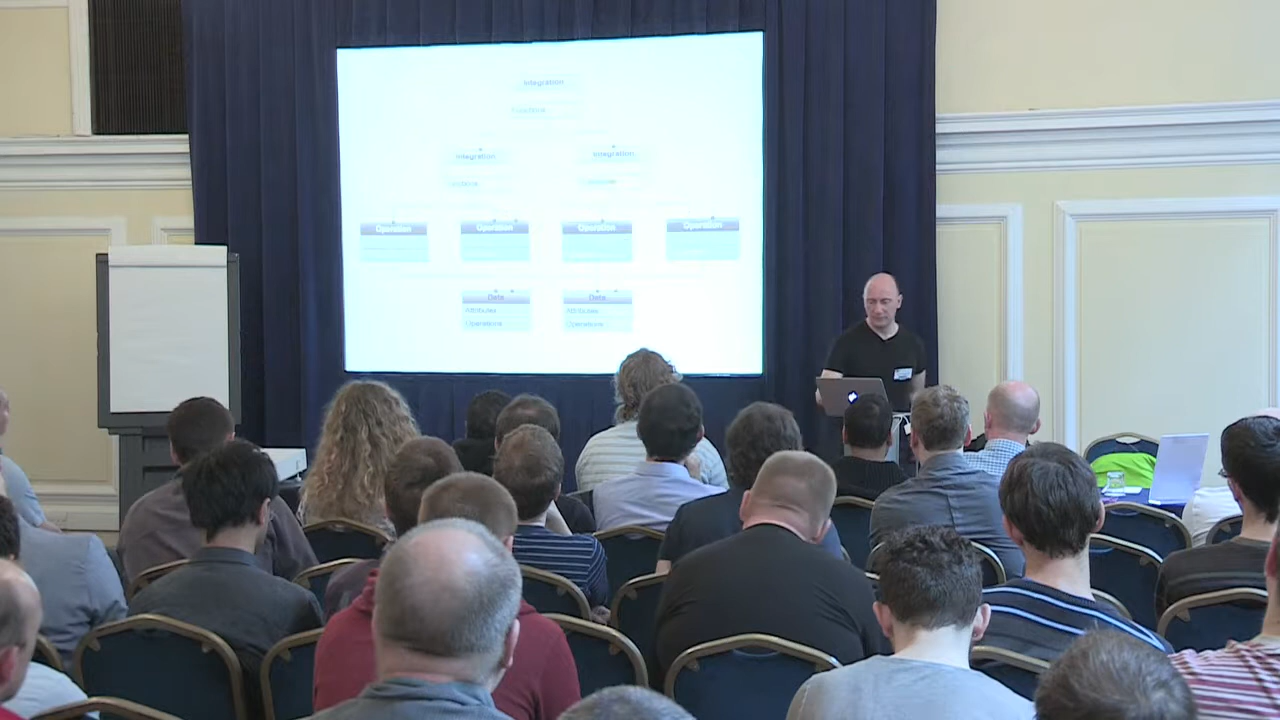 Integration
Integration Integration
Operation Operation Operation Operation
Data Data
Attributes Attributes
Operations Operations